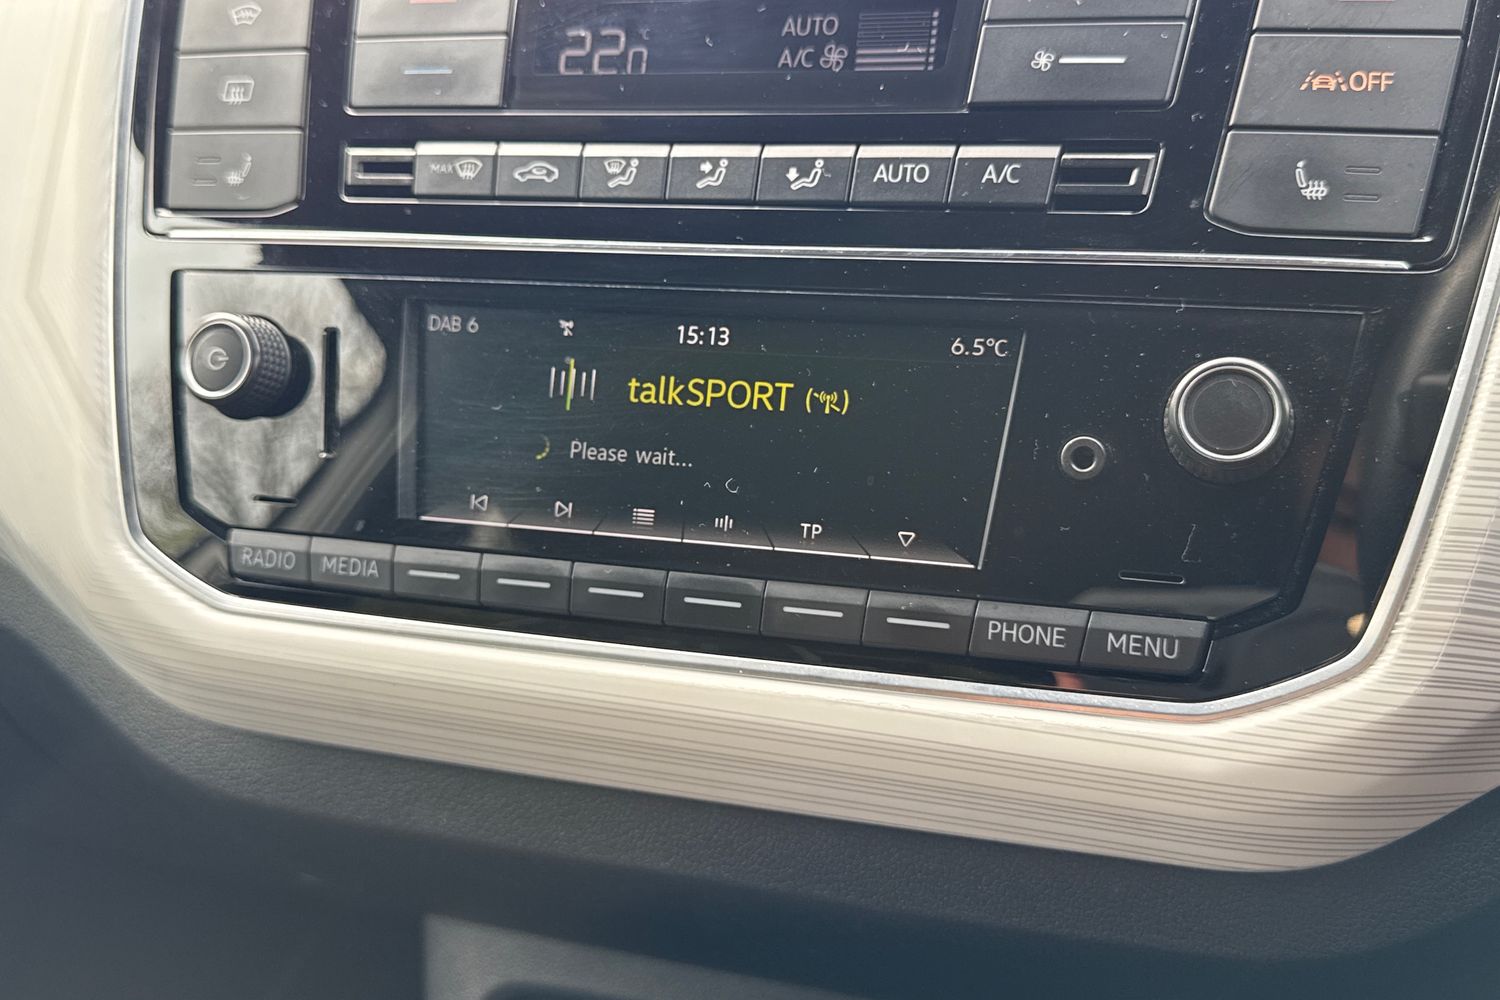 AUTO
22.0 °C
A/C
OFF
MAX
AUTO
A/C
DAB 6
15:13
6.5°C
talkSPORT
Please wait...
TP
RADIO
MEDIA
PHONE
MENU